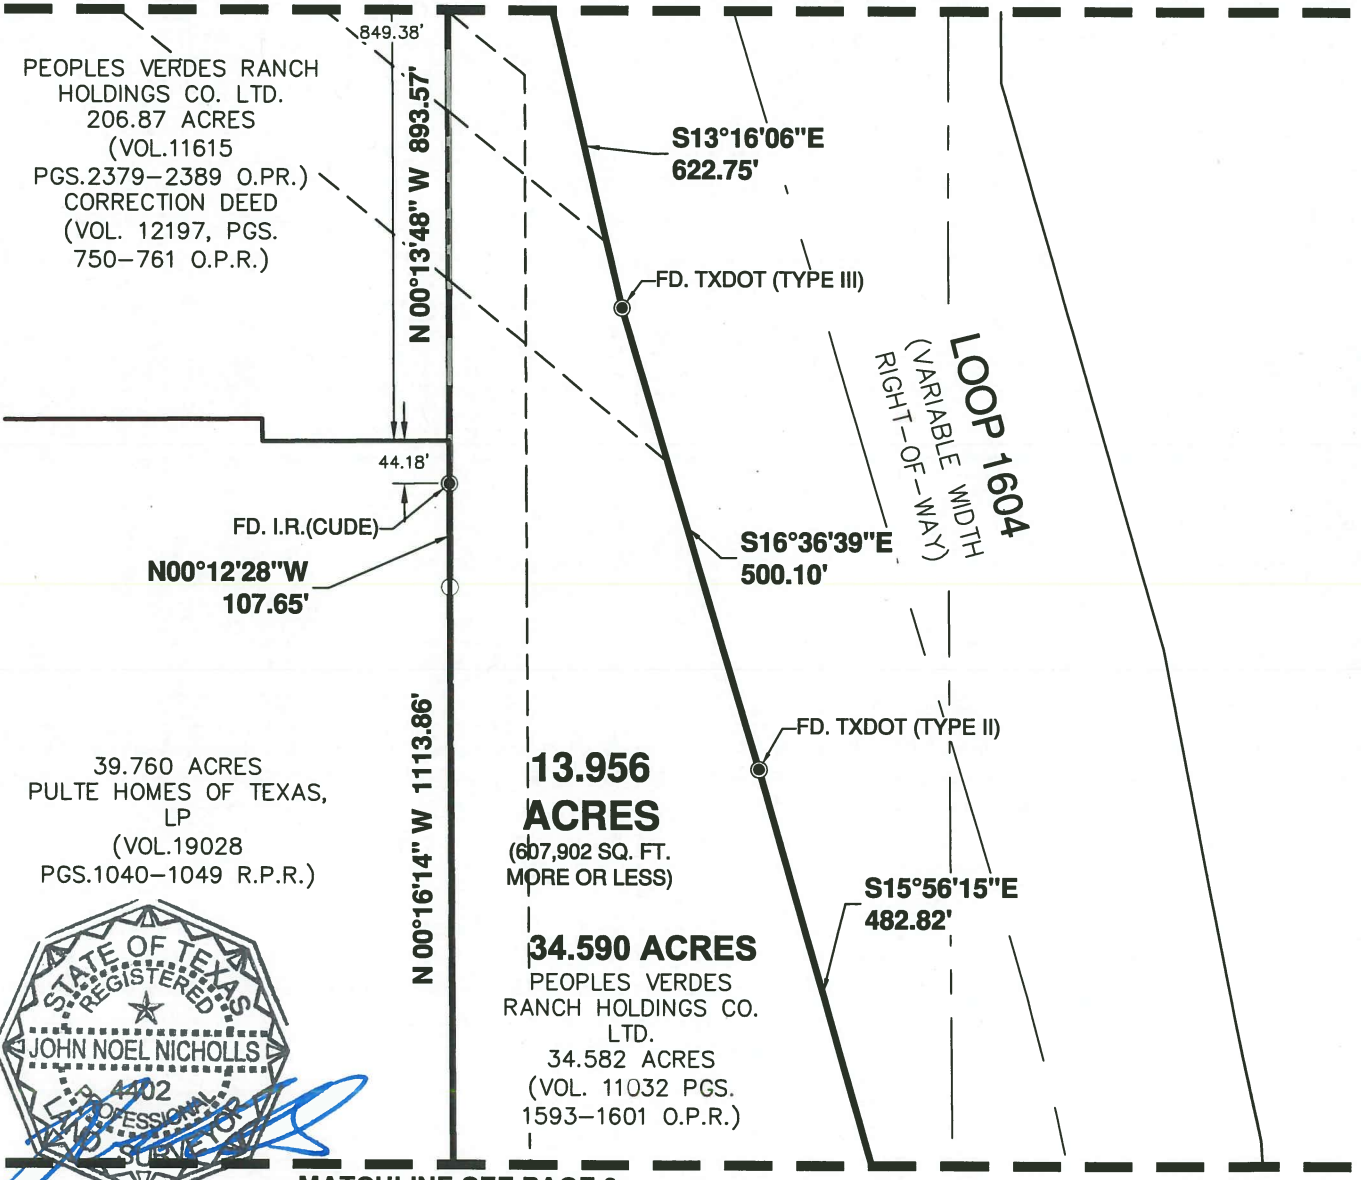 849.38'
PEOPLES VERDES RANCH
HOLDINGS CO. LTD.
206.87 ACRES
(VOL.11615
PGS.2379–2389 O.PR.)
CORRECTION DEED
(VOL. 12197, PGS.
750–761 O.P.R.)
N 00°13'48" W 893.57'
S13°16'06"E
622.75'
FD. TXDOT (TYPE III)
LOOP 1604
(VARIABLE WIDTH
RIGHT–OF–WAY)
44.18'
FD. I.R.(CUDE)
N00°12'28"W
107.65'
S16°36'39"E
500.10'
N 00°16'14" W 1113.86'
FD. TXDOT (TYPE II)
39.760 ACRES
PULTE HOMES OF TEXAS,
LP
(VOL.19028
PGS.1040–1049 R.P.R.)
13.956
ACRES
(607,902 SQ. FT.
MORE OR LESS)
S15°56'15"E
482.82'
34.590 ACRES
PEOPLES VERDES
RANCH HOLDINGS CO.
LTD.
34.582 ACRES
(VOL. 11032 PGS.
1593–1601 O.P.R.)
STATE OF TEXAS
REGISTERED
JOHN NOEL NICHOLLS
4402
PROFESSIONAL
LAND SURVEYOR
MATCHLINE SEE PAGE